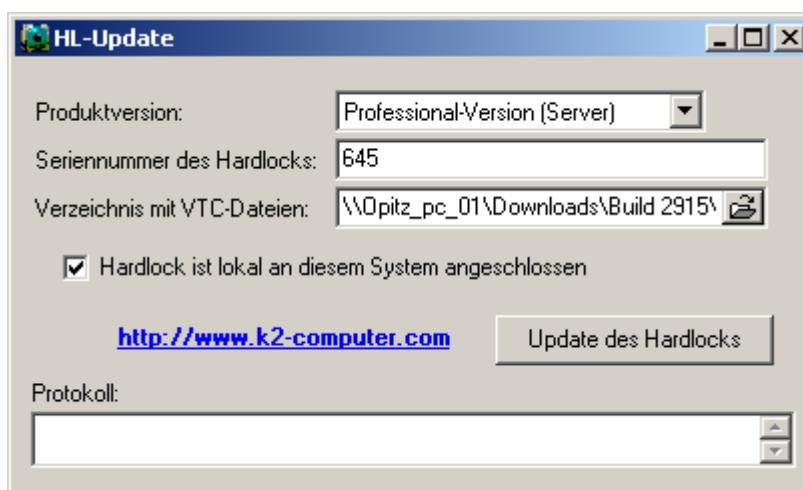 HL-Update
Produktversion: Professional-Version (Server)
Seriennummer des Hardlocks: 645
Verzeichnis mit VTC-Dateien: \\Opitz_pc_01\Downloads\Build 2915\
Hardlock ist lokal an diesem System angeschlossen
http://www.k2-computer.com Update des Hardlocks
Protokoll: